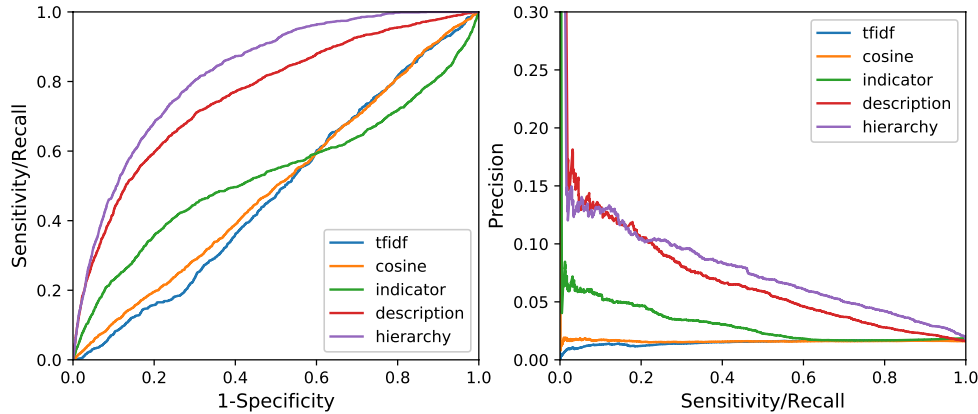 Sensitivity/Recall
1.0
0.8
0.6
0.4
0.2
0.0
0.0 0.2 0.4 0.6 0.8 1.0
1-Specificity
tfidf
cosine
indicator
description
hierarchy
Precision
0.30
0.25
0.20
0.15
0.10
0.05
0.00
0.0 0.2 0.4 0.6 0.8 1.0
Sensitivity/Recall
tfidf
cosine
indicator
description
hierarchy